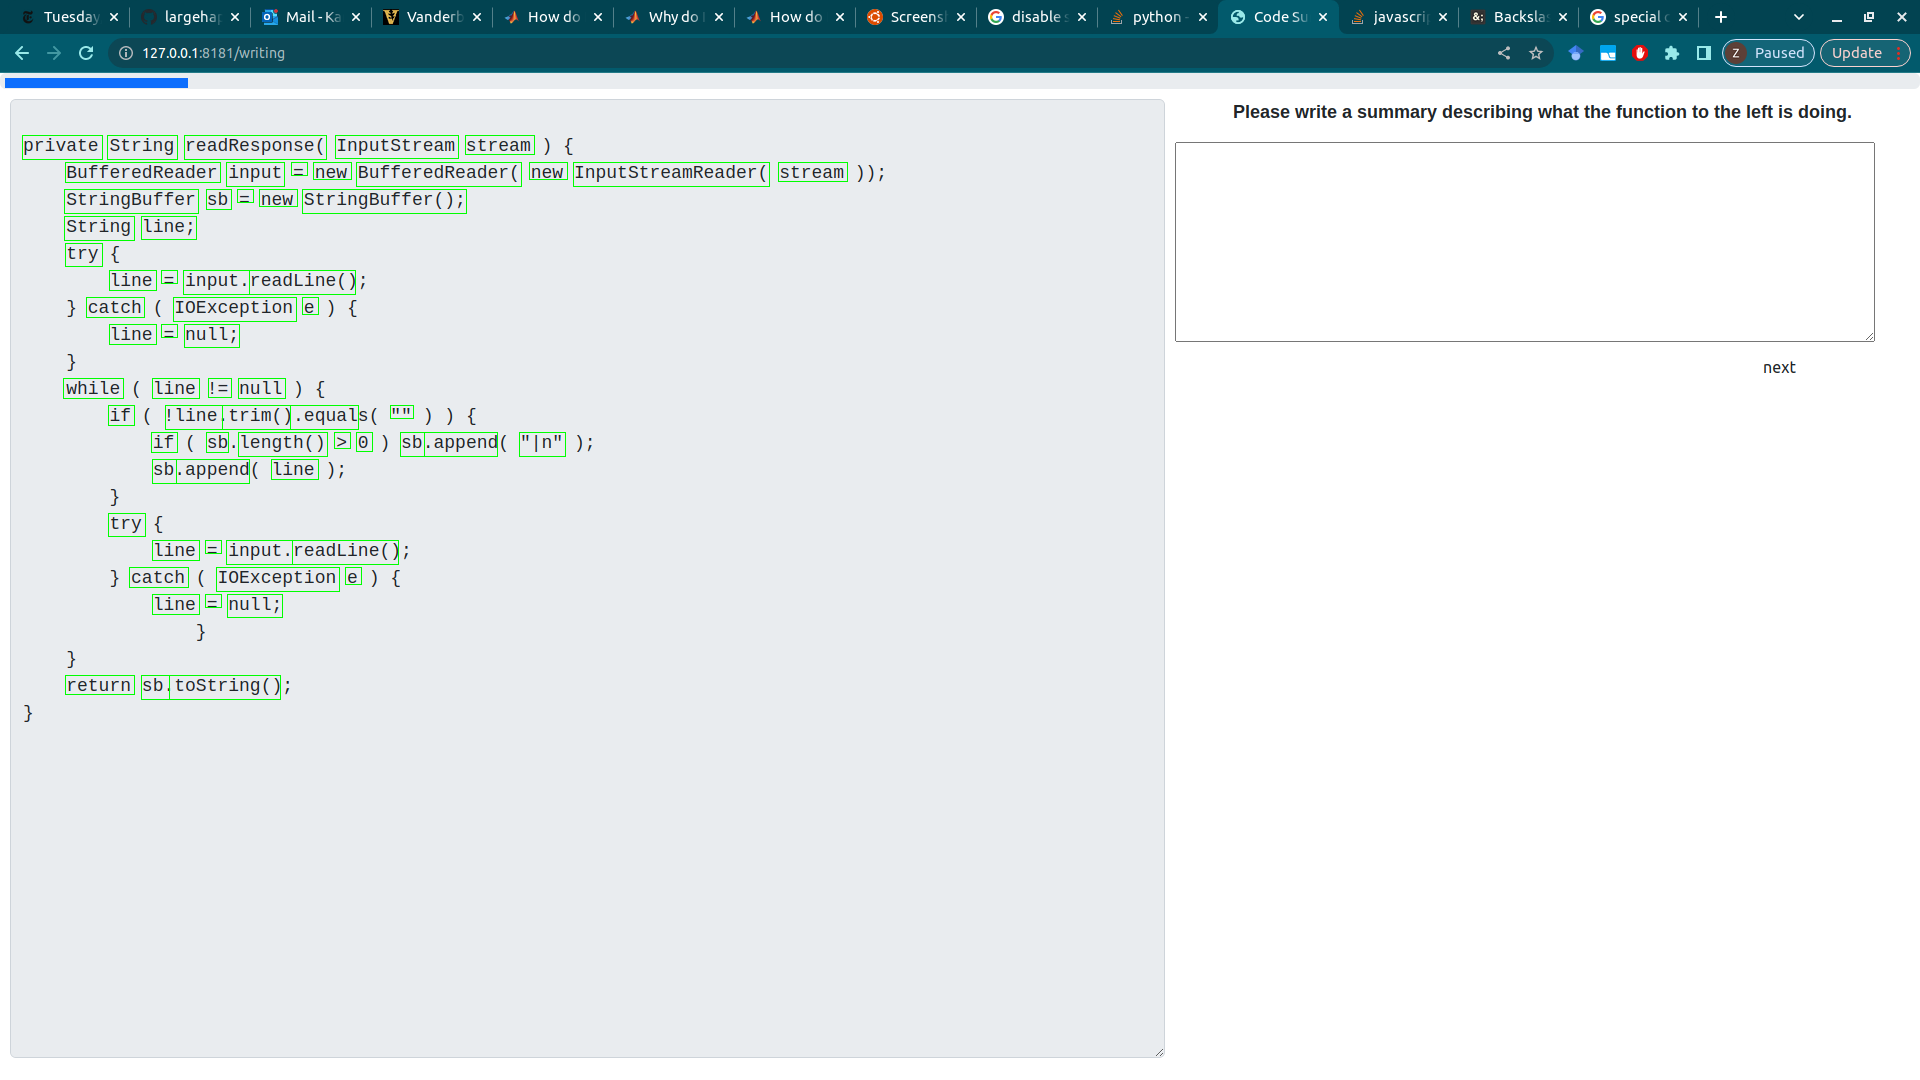 Tuesday
largeha
Mail - Ka
Vanderb
How do
Why do
How do
Screens
disable s
python -
Code Su
javascrip
Backsla
special c
127.0.0.1:8181/writing
Z Paused
Update
Please write a summary describing what the function to the left is doing.
private String readResponse( InputStream stream ) {
    BufferedReader input = new BufferedReader( new InputStreamReader( stream ));
    StringBuffer sb = new StringBuffer();
    String line;
    try {
        line = input.readLine();
    } catch ( IOException e ) {
        line = null;
    }
    while ( line != null ) {
        if ( !line.trim().equals( "" ) ) {
            if ( sb.length() > 0 ) sb.append( "|n" );
            sb.append( line );
        }
        try {
            line = input.readLine();
        } catch ( IOException e ) {
            line = null;
                }
    }
    return sb.toString();
}
next